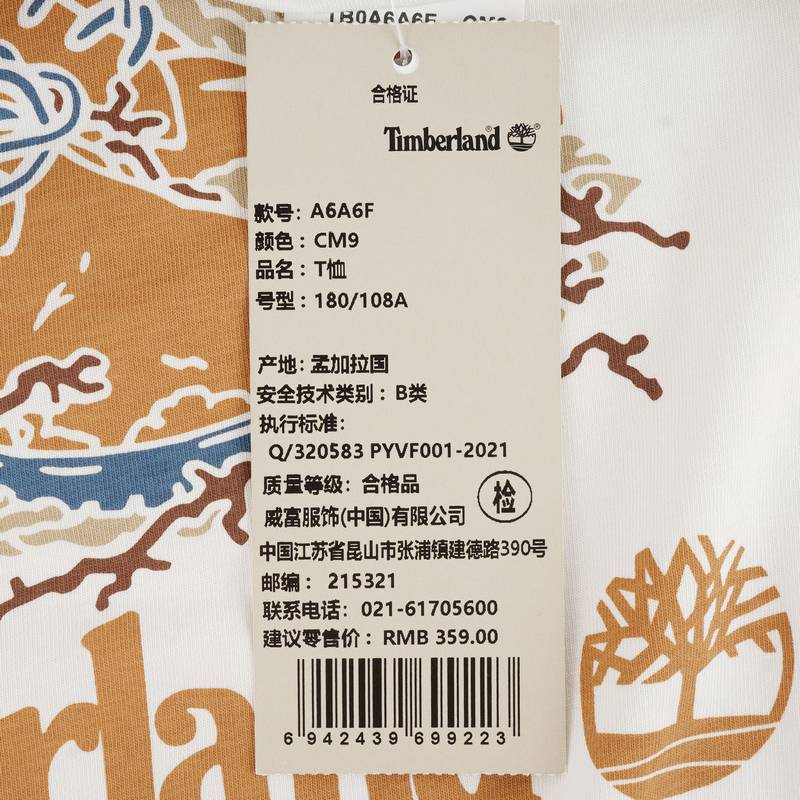 合格证
Timberland
款号: A6A6F
颜色: CM9
品名: T恤
号型: 180/108A
产地: 孟加拉国
安全技术类别: B类
执行标准:
Q/320583 PYVF001-2021
质量等级: 合格品
检
威富服饰(中国)有限公司
中国江苏省昆山市张浦镇建德路390号
邮编: 215321
联系电话: 021-61705600
建议零售价: RMB 359.00
6 942439 699223